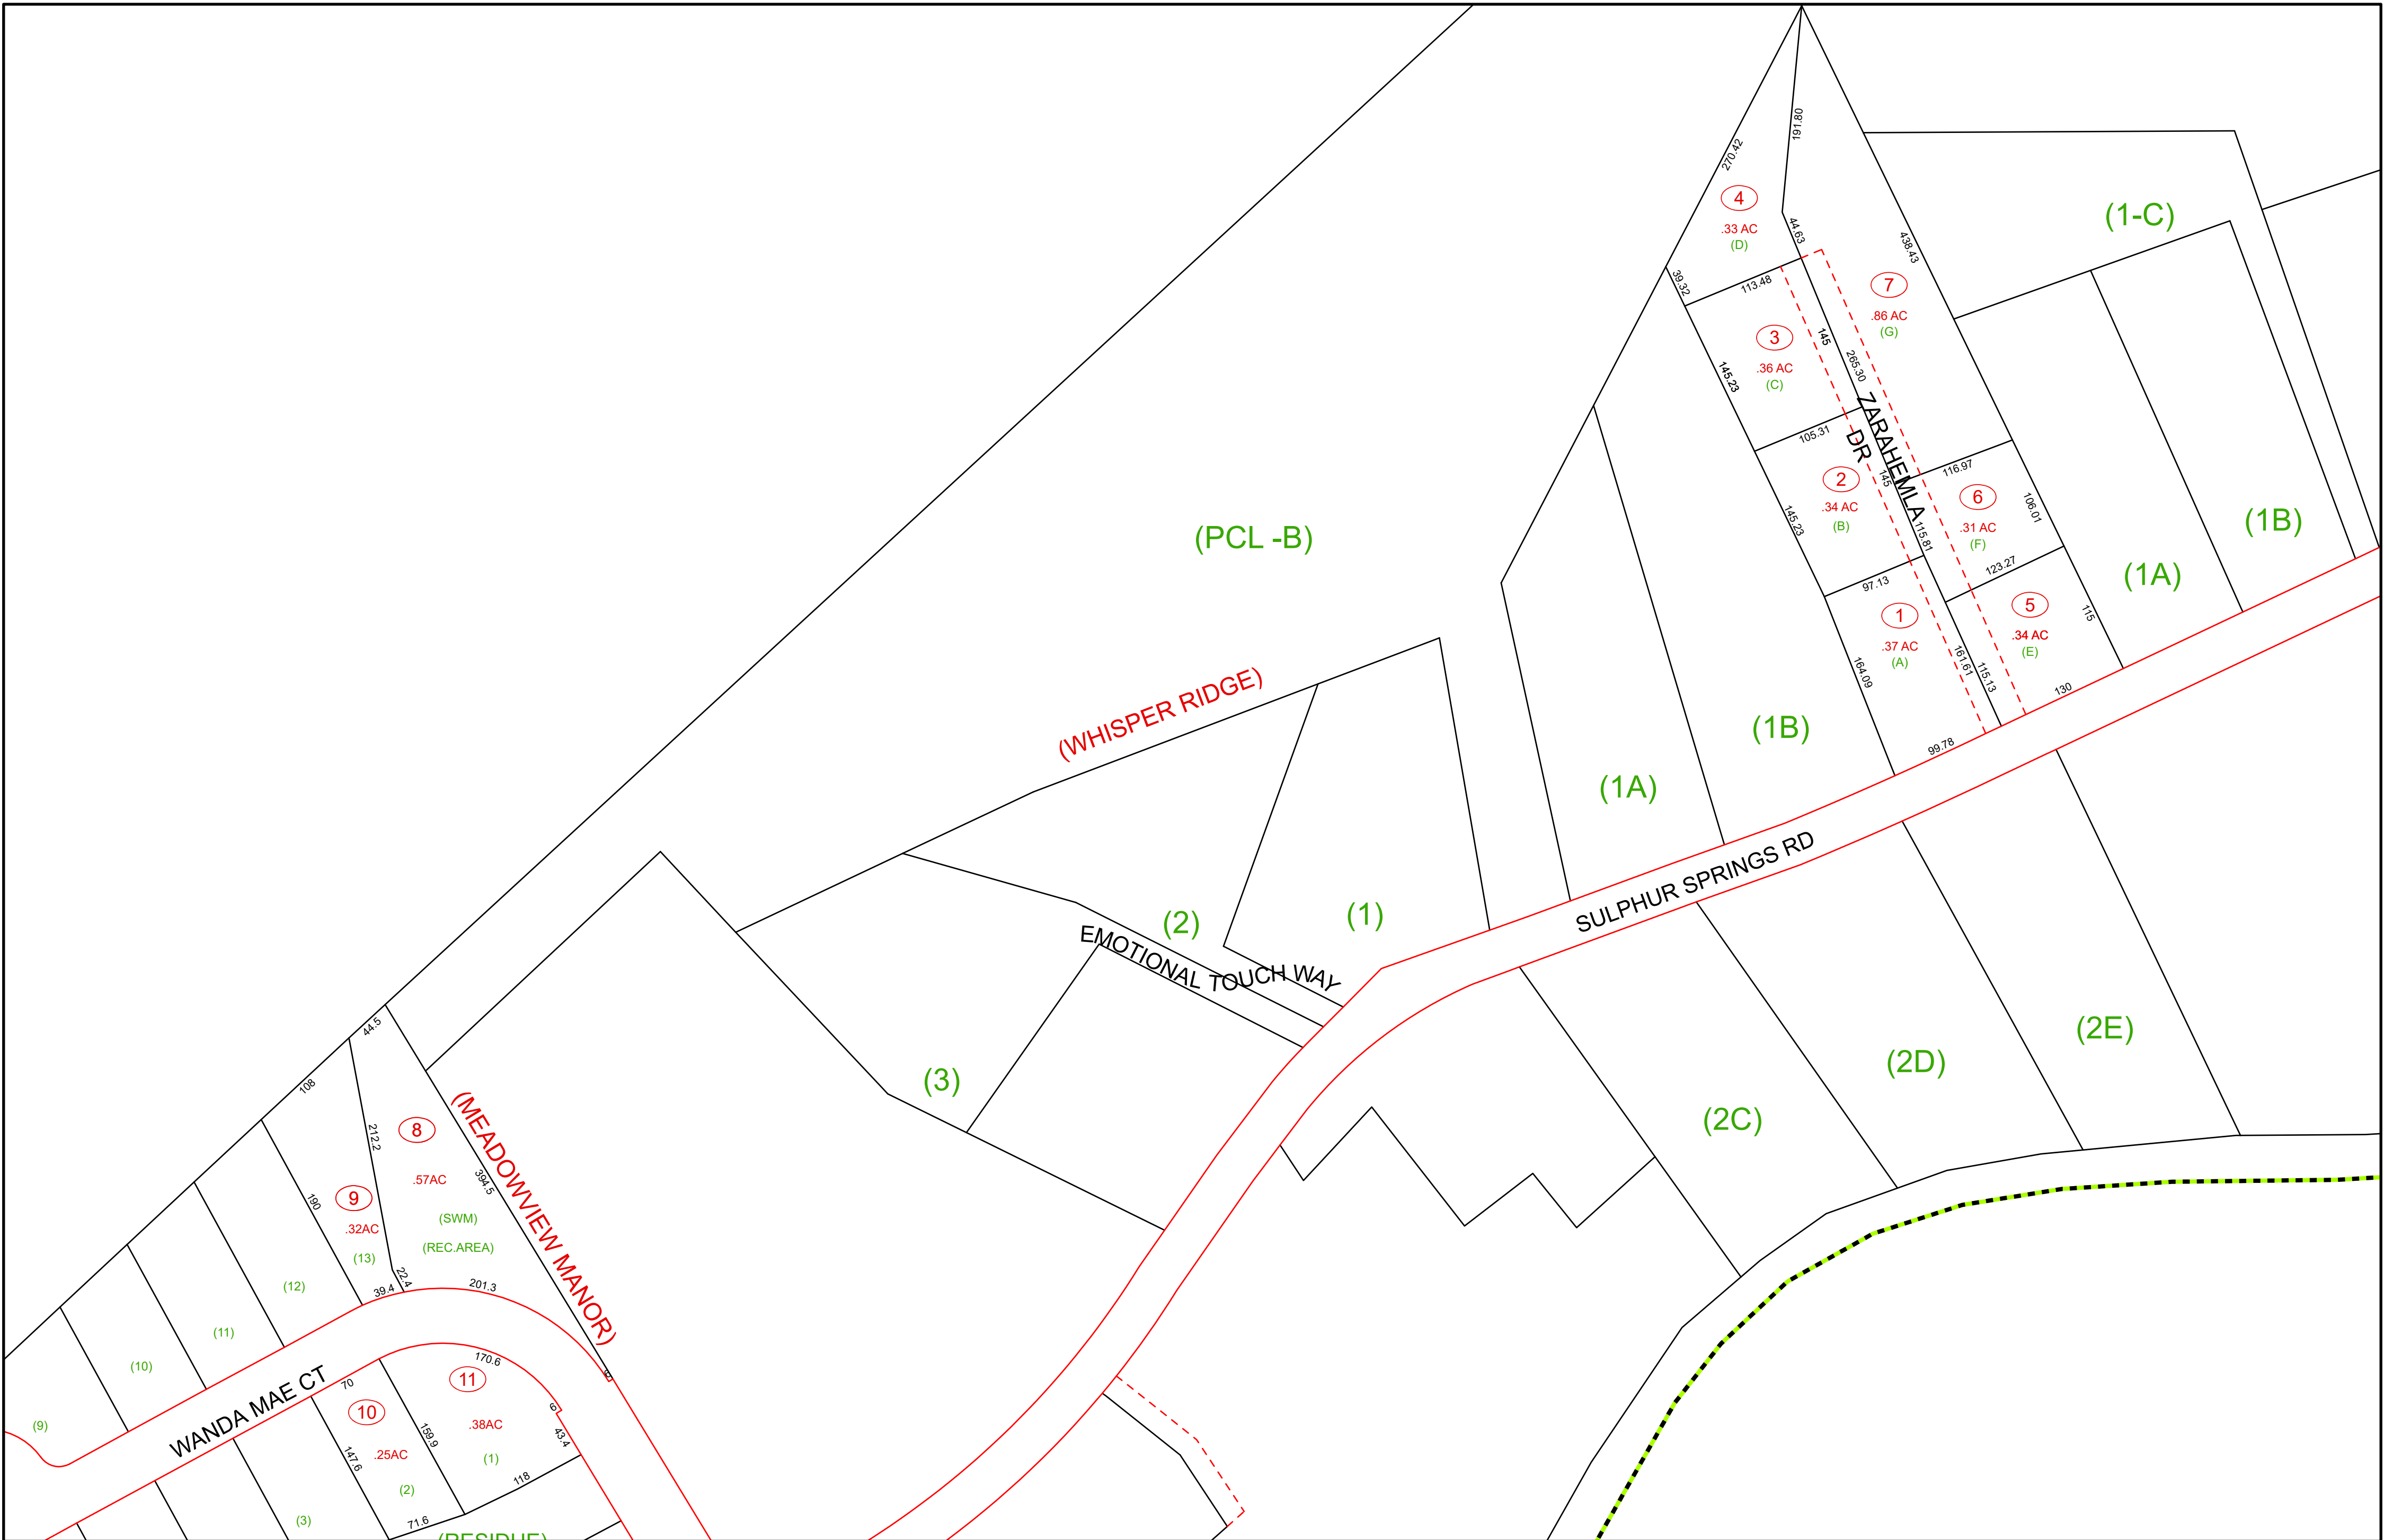 191.80
270.42
4
.33 AC
(D)
44.63
438.43
(1-C)
39.32
113.48
7
.86 AC
(G)
3
.36 AC
(C)
145
265.30
145.23
105.31
ZARAHEMLA
DR
2
.34 AC
(B)
145
145.23
116.97
6
.31 AC
(F)
106.01
115.81
123.27
(1B)
(1A)
(PCL -B)
97.13
1
.37 AC
(A)
5
.34 AC
(E)
115
164.09
161.61
115.13
130
99.78
(WHISPER RIDGE)
(1B)
(1A)
SULPHUR SPRINGS RD
(2)
(1)
EMOTIONAL TOUCH WAY
(3)
(2C)
(2D)
(2E)
44.5
108
212.2
8
.57AC
(SWM)
(REC.AREA)
394.5
(MEADOWVIEW MANOR)
190
9
.32AC
(13)
22.4
39.4
201.3
(12)
(11)
(10)
(9)
WANDA MAE CT
170.6
70
11
.38AC
(1)
6
43.4
10
.25AC
(2)
159.9
147.6
118
71.6
(3)
(RESIDUE)